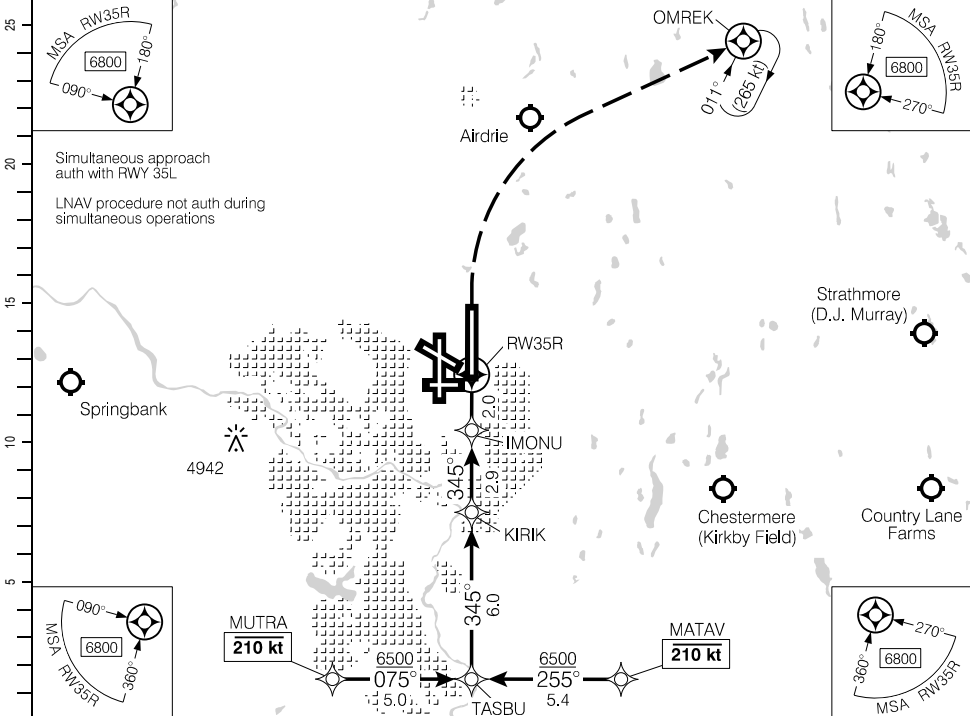 25
20
15
10
5
MSA RW35R
6800
180°
090°
OMREK
011°
(265 kt)
MSA RW35R
180°
6800
270°
Airdrie
Simultaneous approach
auth with RWY 35L
LNAV procedure not auth during
simultaneous operations
Strathmore
(D.J. Murray)
RW35R
Springbank
2.0
IMONU
4942
345°
2.9
KIRIK
Chestermere
(Kirkby Field)
Country Lane
Farms
345°
6.0
090°
6800
360°
MSA RW35R
MUTRA
210 kt
6500
075°
5.0
TASBU
6500
255°
5.4
MATAV
210 kt
270°
6800
360°
MSA RW35R